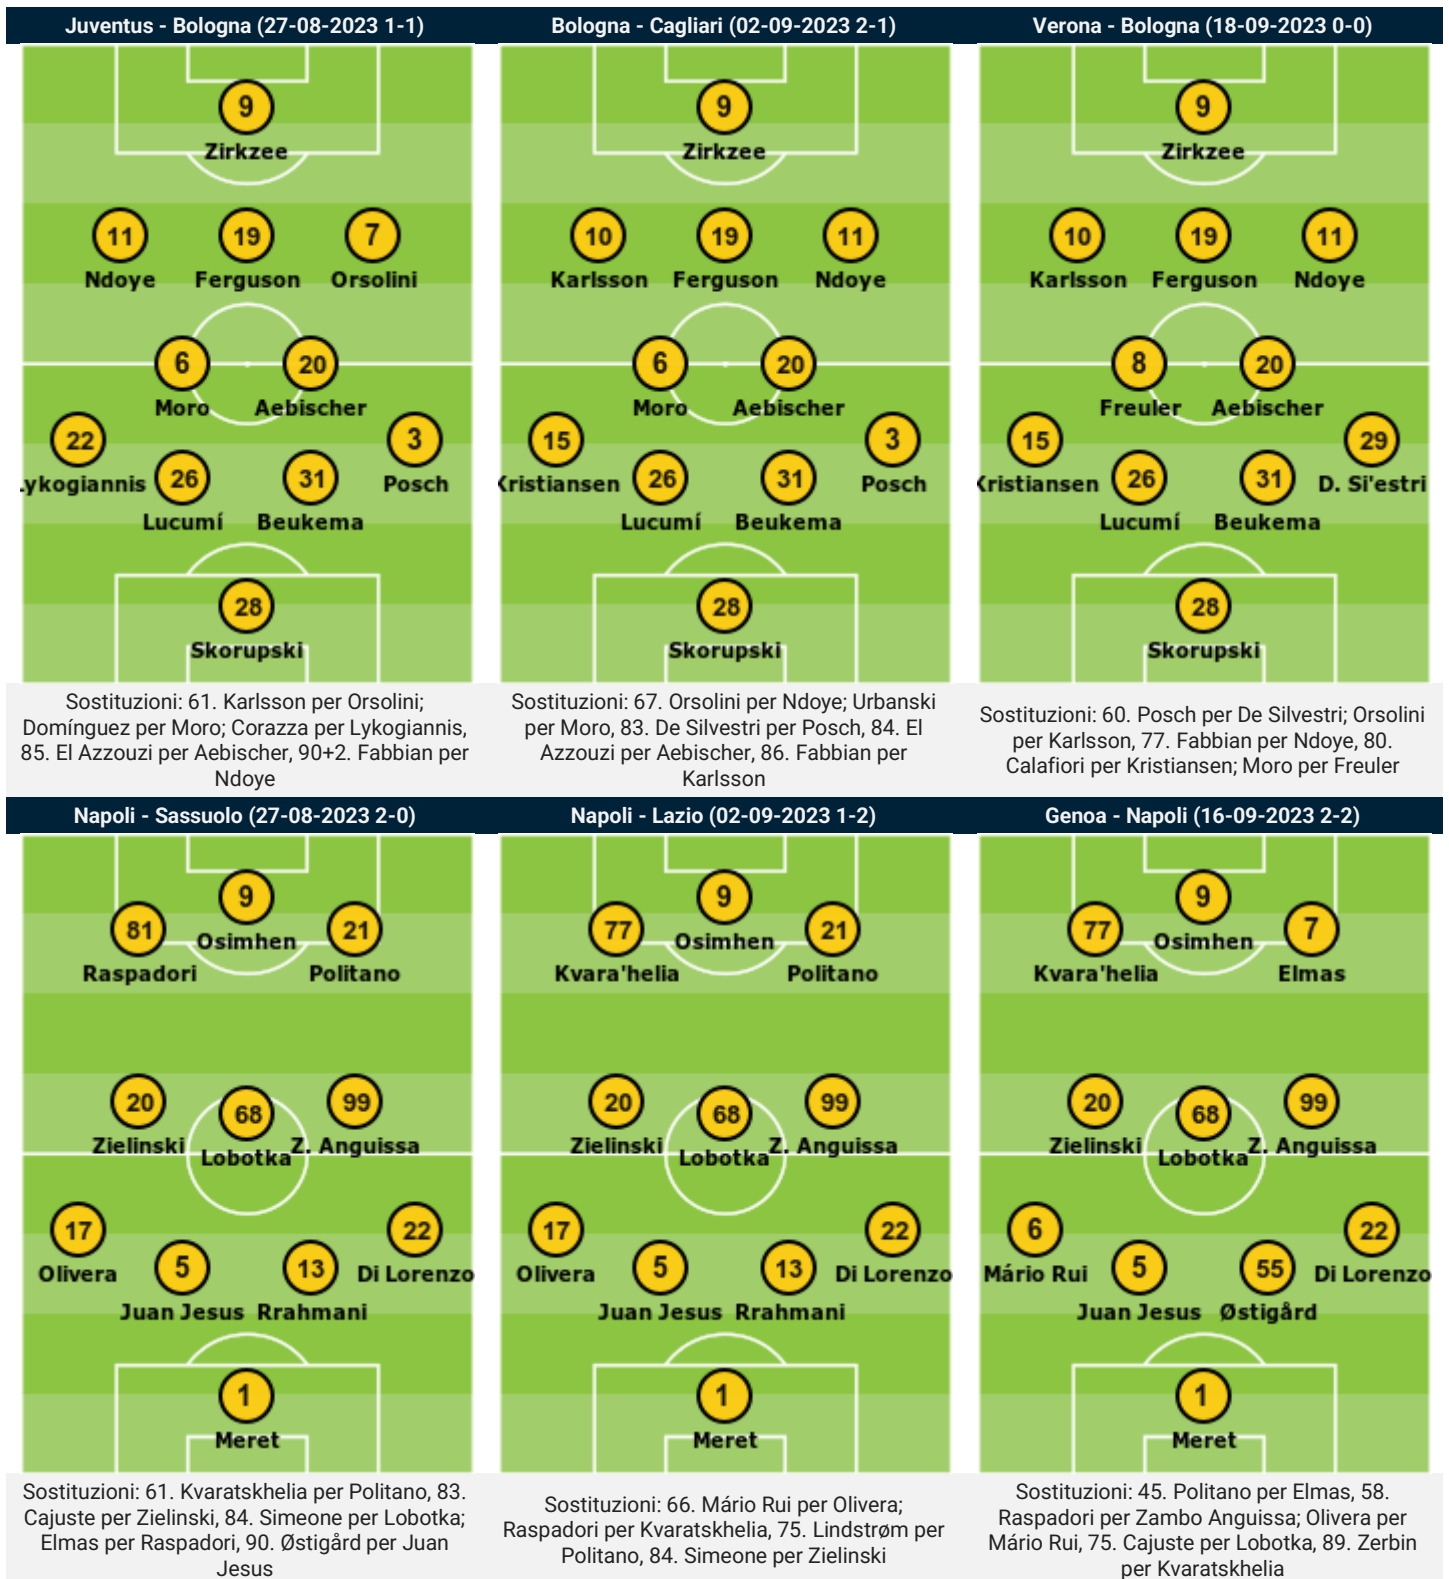 Juventus - Bologna (27-08-2023 1-1)
9
Zirkzee
11
19
7
Ndoye
Ferguson
Orsolini
6
20
Moro
Aebischer
22
3
26
31
Lykogiannis
Posch
Lucumí
Beukema
28
Skorupski
Sostituzioni: 61. Karlsson per Orsolini;
Domínguez per Moro; Corazza per Lykogiannis,
85. El Azzouzi per Aebischer, 90+2. Fabbian per
Ndoye
Bologna - Cagliari (02-09-2023 2-1)
9
Zirkzee
10
19
11
Karlsson
Ferguson
Ndoye
6
20
Moro
Aebischer
15
3
26
31
Kristiansen
Posch
Lucumí
Beukema
28
Skorupski
Sostituzioni: 67. Orsolini per Ndoye; Urbanski
per Moro, 83. De Silvestri per Posch, 84. El
Azzouzi per Aebischer, 86. Fabbian per
Karlsson
Verona - Bologna (18-09-2023 0-0)
9
Zirkzee
10
19
11
Karlsson
Ferguson
Ndoye
8
20
Freuler
Aebischer
15
29
26
31
Kristiansen
D. Si'estri
Lucumí
Beukema
28
Skorupski
Sostituzioni: 60. Posch per De Silvestri; Orsolini
per Karlsson, 77. Fabbian per Ndoye, 80.
Calafiori per Kristiansen; Moro per Freuler
Napoli - Sassuolo (27-08-2023 2-0)
9
81
21
Osimhen
Raspadori
Politano
20
68
99
Zielinski
Lobotka
Z. Anguissa
17
22
5
13
Olivera
Di Lorenzo
Juan Jesus
Rrahmani
1
Meret
Sostituzioni: 61. Kvaratskhelia per Politano, 83.
Cajuste per Zielinski, 84. Simeone per Lobotka;
Elmas per Raspadori, 90. Østigård per Juan
Jesus
Napoli - Lazio (02-09-2023 1-2)
9
77
21
Osimhen
Kvara'helia
Politano
20
68
99
Zielinski
Lobotka
Z. Anguissa
17
22
5
13
Olivera
Di Lorenzo
Juan Jesus
Rrahmani
1
Meret
Sostituzioni: 66. Mário Rui per Olivera;
Raspadori per Kvaratskhelia, 75. Lindstrøm per
Politano, 84. Simeone per Zielinski
Genoa - Napoli (16-09-2023 2-2)
9
77
7
Osimhen
Kvara'helia
Elmas
20
68
99
Zielinski
Lobotka
Z. Anguissa
6
22
5
55
Mário Rui
Di Lorenzo
Juan Jesus
Østigård
1
Meret
Sostituzioni: 45. Politano per Elmas, 58.
Raspadori per Zambo Anguissa; Olivera per
Mário Rui, 75. Cajuste per Lobotka, 89. Zerbin
per Kvaratskhelia